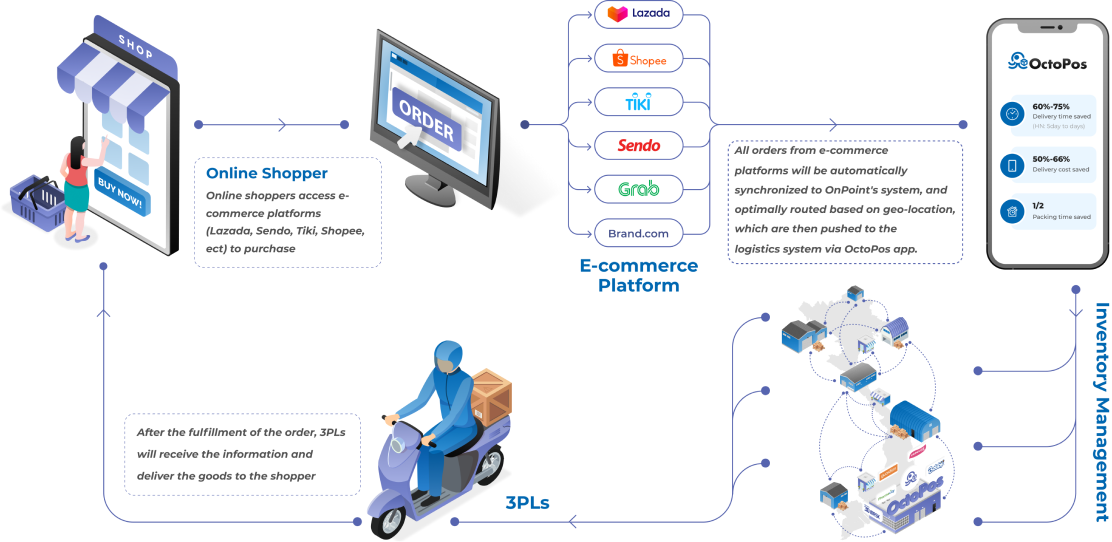 SHOP
BUY NOW!
Online Shopper
Online shoppers access e-
commerce platforms
(Lazada, Sendo, Tiki, Shopee,
ect) to purchase
ORDER
Lazada
Shopee
TIKI
Sendo
Grab
Brand.com
E-commerce
Platform
All orders from e-commerce
platforms will be automatically
synchronized to OnPoint's system, and
optimally routed based on geo-location,
which are then pushed to the
logistics system via OctoPos app.
OctoPos
60%-75%
Delivery time saved
(HN: 5day to days)
50%-66%
Delivery cost saved
1/2
Packing time saved
Inventory Management
OctoPos
3PLs
After the fulfillment of the order, 3PLs
will receive the information and
deliver the goods to the shopper